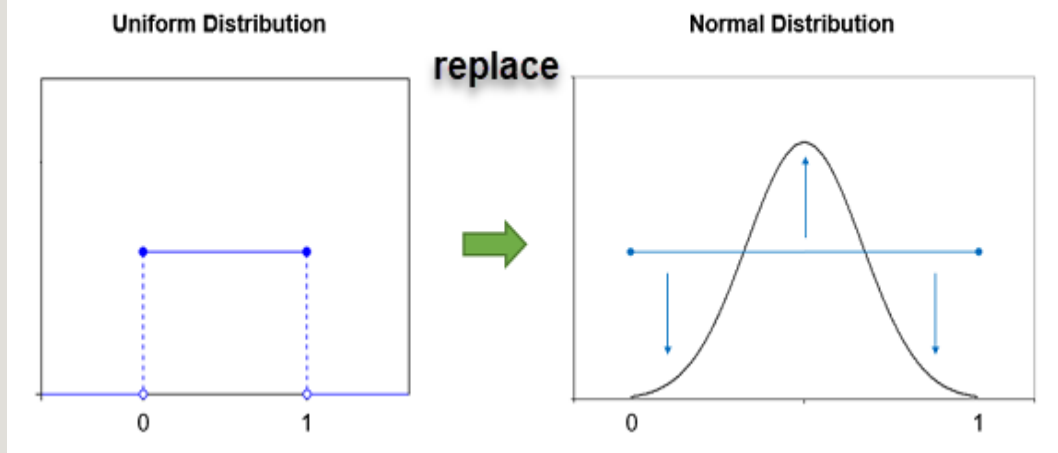 Uniform Distribution
replace
Normal Distribution
0 1
0 1